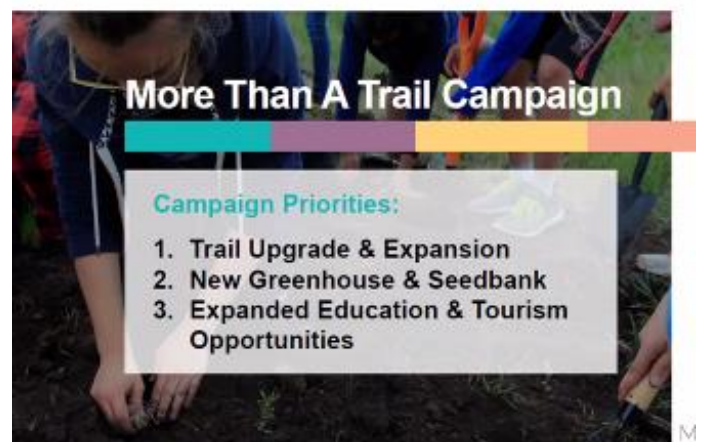 More Than A Trail Campaign
Campaign Priorities:
1. Trail Upgrade & Expansion
2. New Greenhouse & Seedbank
3. Expanded Education & Tourism
Opportunities
M